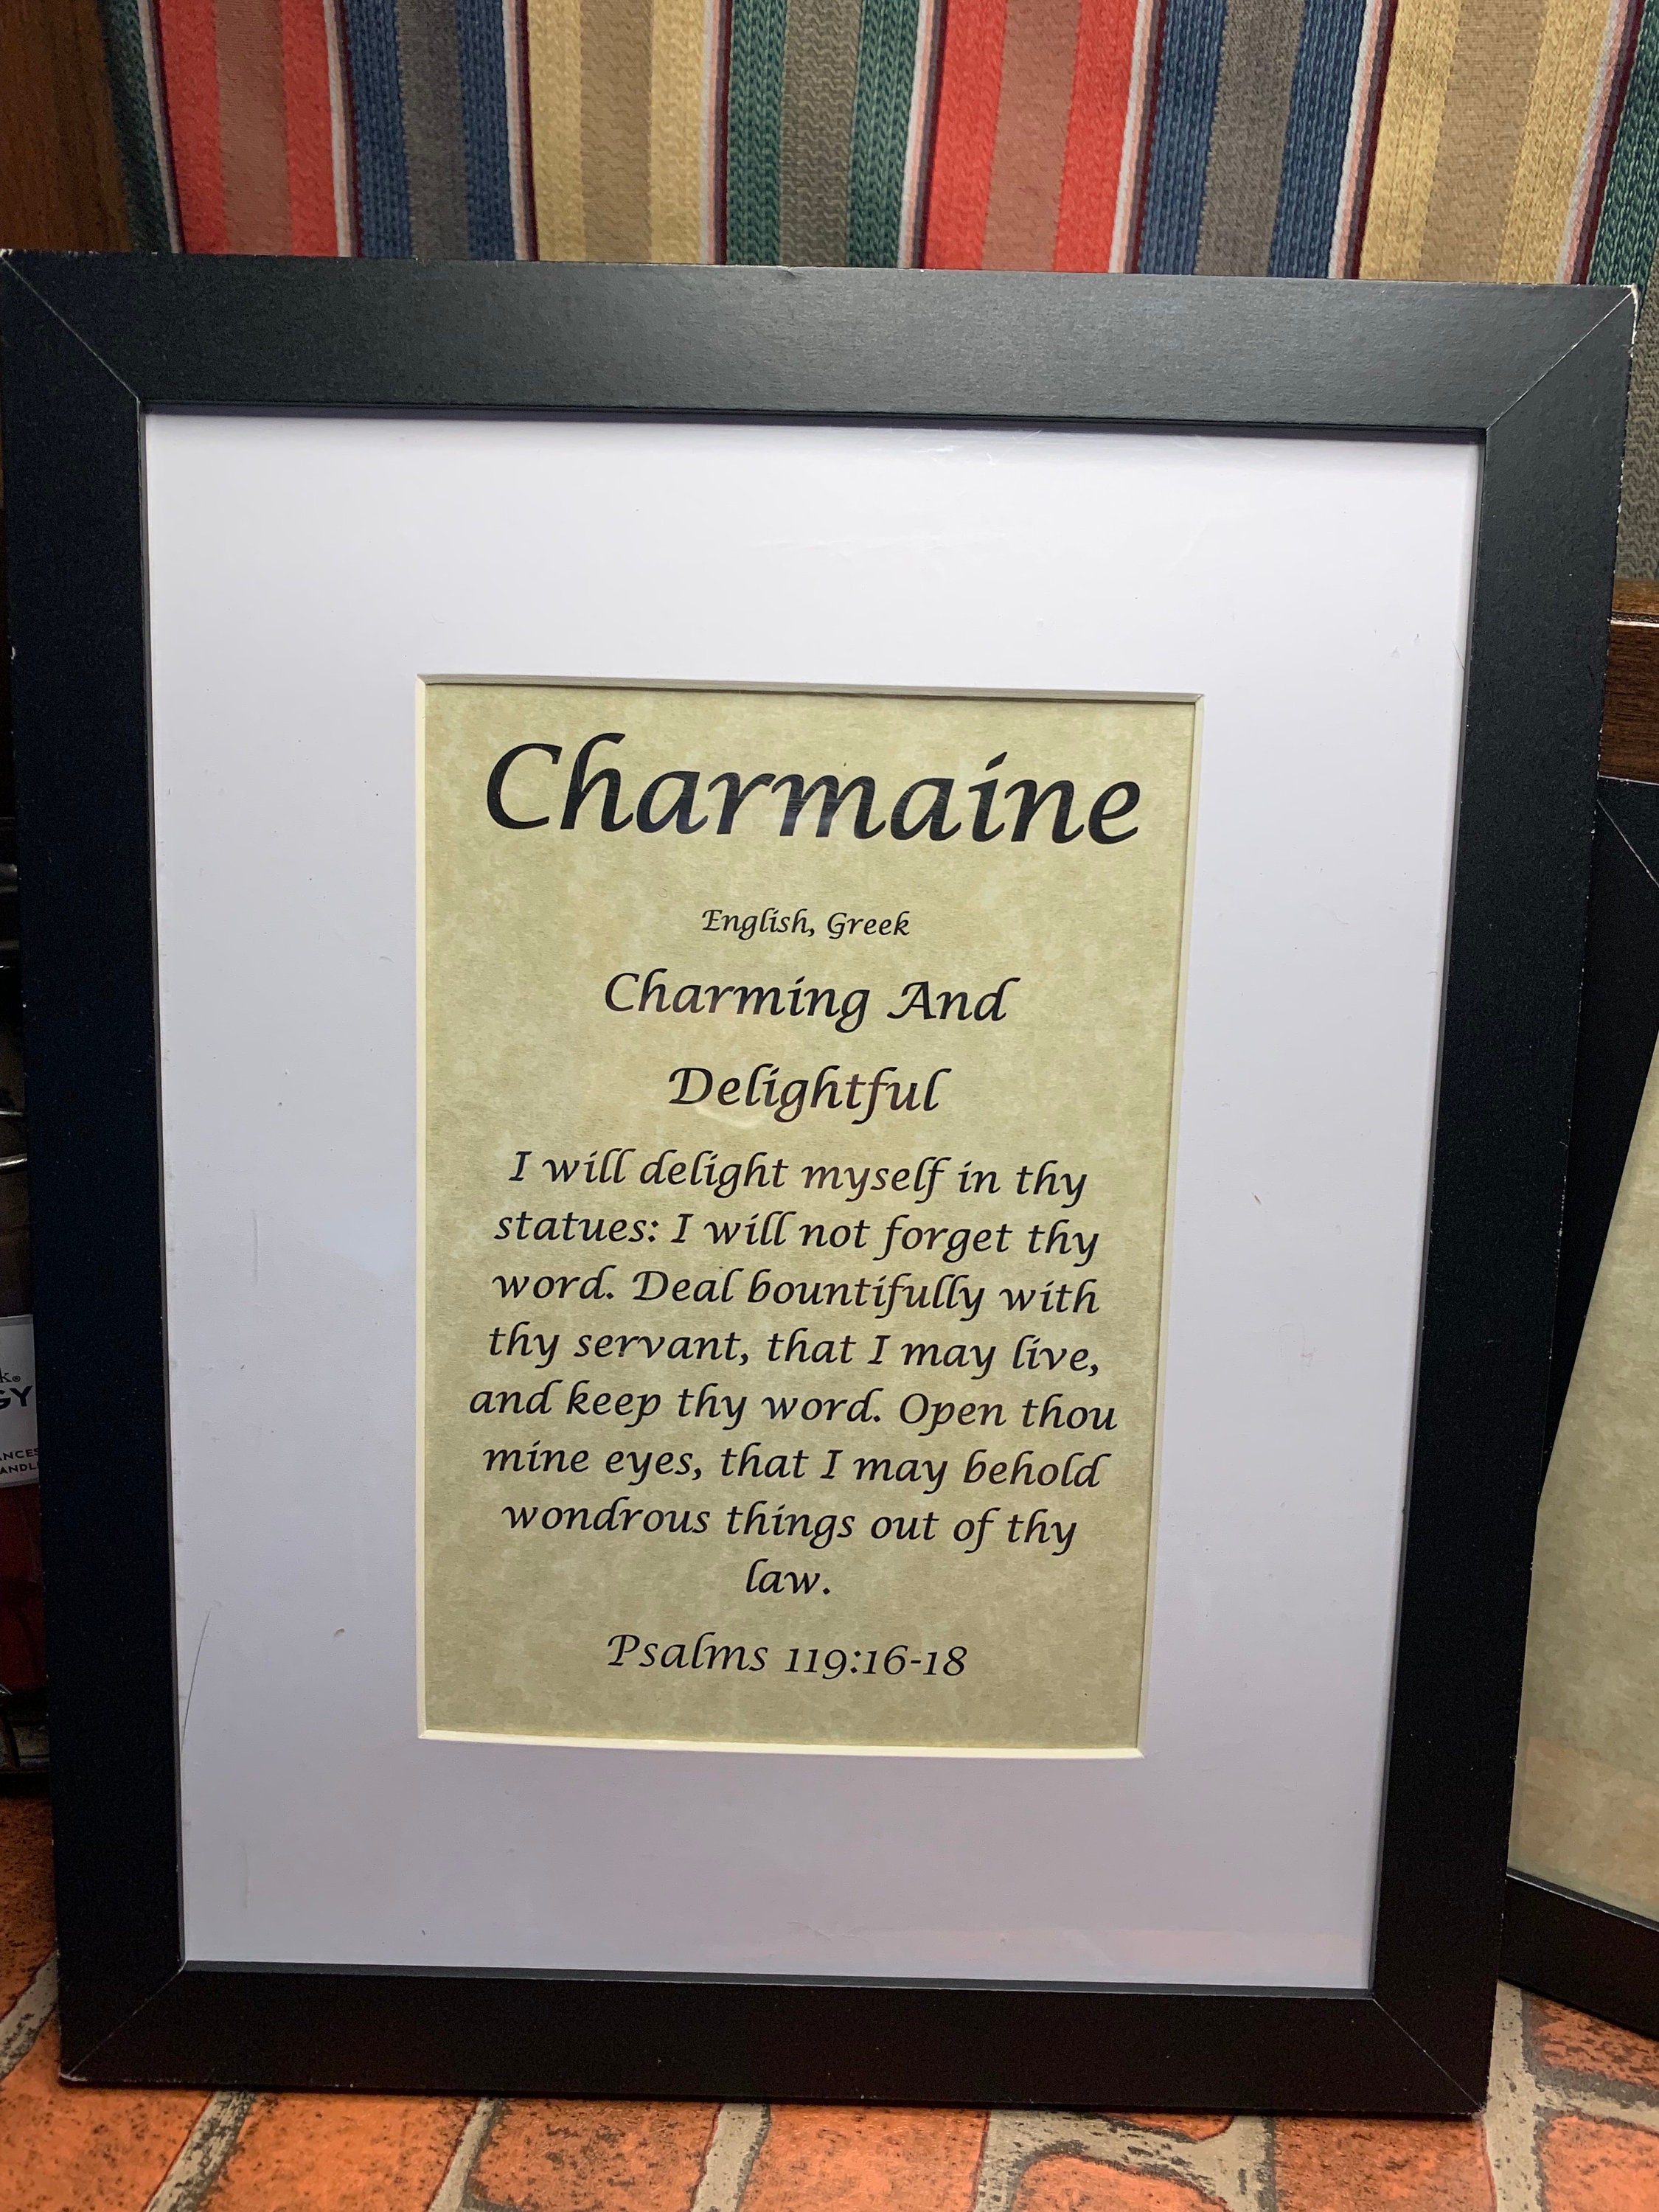 Charmaine
English, Greek
Charming And
Delightful
I will delight myself in thy
statues: I will not forget thy
word. Deal bountifully with
thy servant, that I may live,
and keep thy word. Open thou
mine eyes, that I may behold
wondrous things out of thy
law.
Psalms 119:16-18